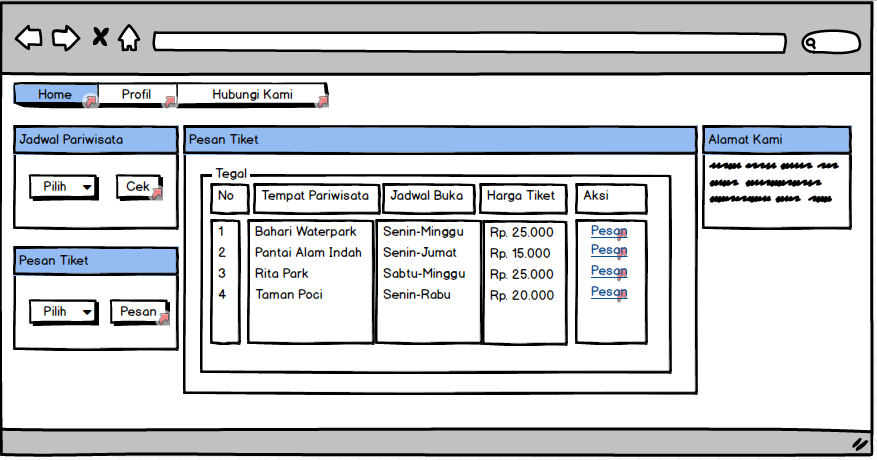 Home Profil Hubungi Kami
Jadwal Pariwisata
Pilih Cek
Pesan Tiket
Pilih Pesan
Pesan Tiket
Tegal
No Tempat Pariwisata Jadwal Buka Harga Tiket Aksi
1 Bahari Waterpark Senin-Minggu Rp. 25.000 Pesan
2 Pantai Alam Indah Senin-Jumat Rp. 15.000 Pesan
3 Rita Park Sabtu-Minggu Rp. 25.000 Pesan
4 Taman Poci Senin-Rabu Rp. 20.000 Pesan
Alamat Kami